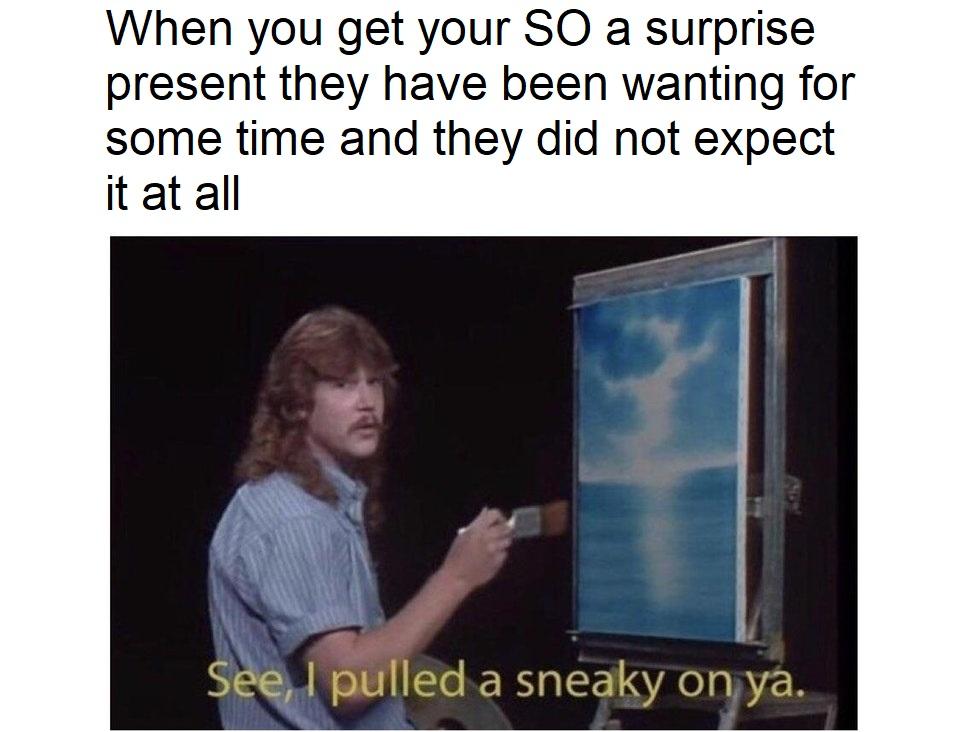 When you get your SO a surprise
present they have been wanting for
some time and they did not expect
it at all
See, I pulled a sneaky on ya.